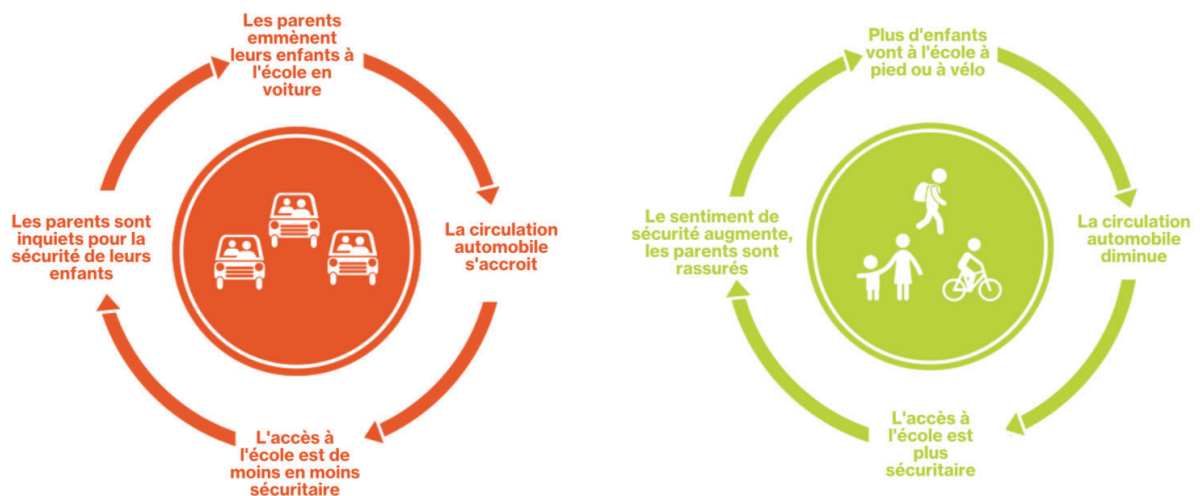 Les parents
emmènent
leurs enfants à
l'école en
voiture
La circulation
automobile
s'accroit
L'accès à
l'école est de
moins en moins
sécuritaire
Les parents sont
inquiets pour la
sécurité de leurs
enfants
Plus d'enfants
vont à l'école à
pied ou à vélo
La circulation
automobile
diminue
L'accès à
l'école est
plus
sécuritaire
Le sentiment de
sécurité augmente,
les parents sont
rassurés